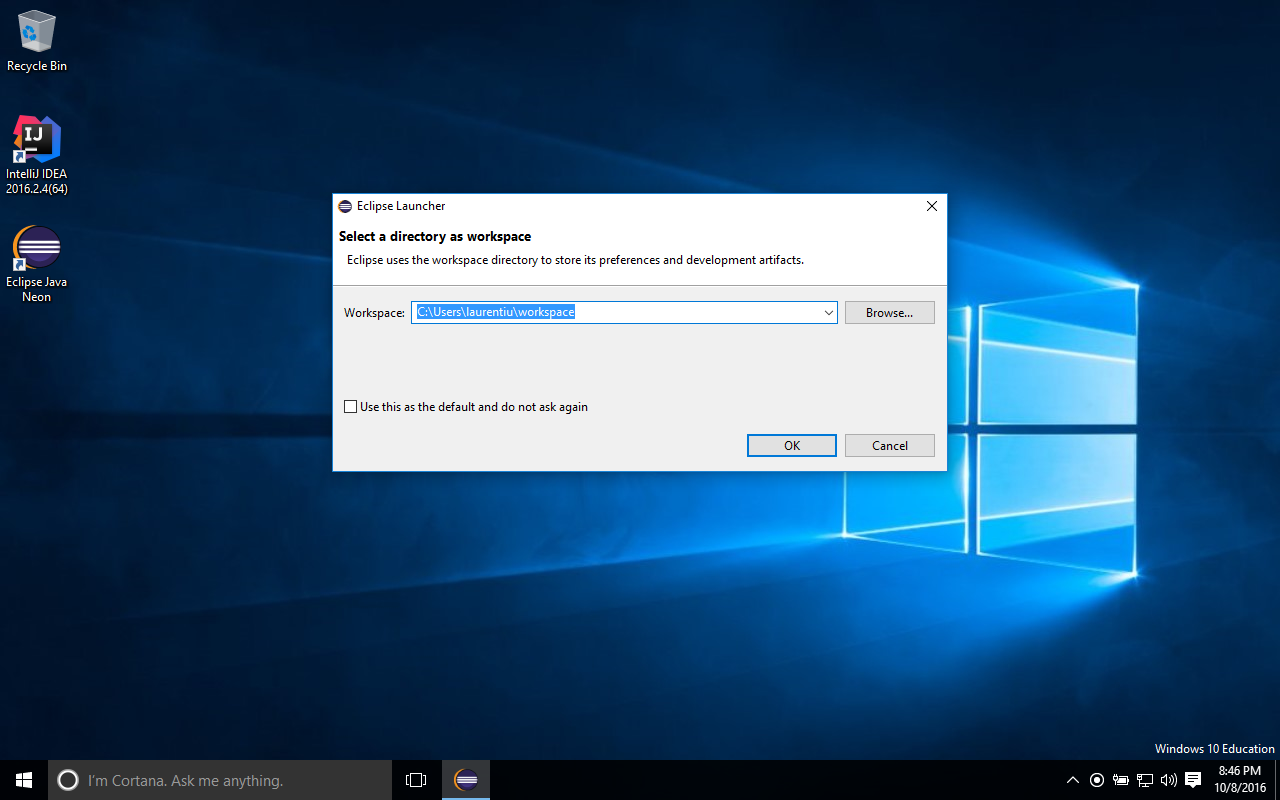 Recycle Bin
IJ
IntelliJ IDEA
2016.2.4(64)
Eclipse Java
Neon
Eclipse Launcher
Select a directory as workspace
Eclipse uses the workspace directory to store its preferences and development artifacts.
Workspace: C:\Users\laurentiu\workspace Browse...
Use this as the default and do not ask again
OK Cancel
Windows 10 Education
I'm Cortana. Ask me anything.
8:46 PM
10/8/2016